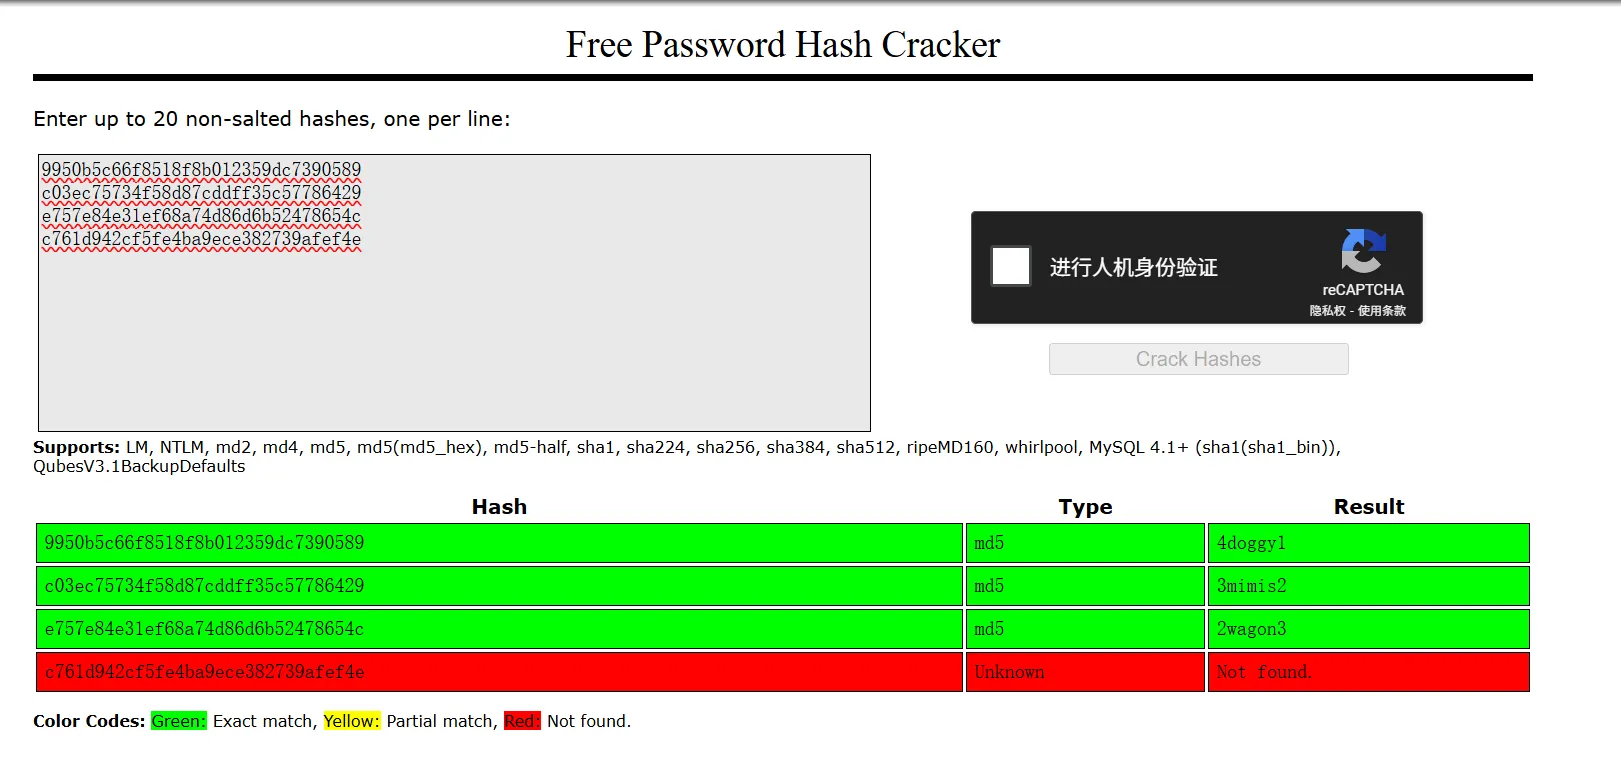 Free Password Hash Cracker
Enter up to 20 non-salted hashes, one per line:
9950b5c66f8518f8b012359dc7390589
c03ec75734f58d87cddff35c57786429
e757e84e31ef68a74d86d6b52478654c
c761d942cf5fe4ba9ece382739afef4e
进行人机身份验证
reCAPTCHA
隐私权 - 使用条款
Crack Hashes
Supports: LM, NTLM, md2, md4, md5, md5(md5_hex), md5-half, sha1, sha224, sha256, sha384, sha512, ripeMD160, whirlpool, MySQL 4.1+ (sha1(sha1_bin)),
QubesV3.1BackupDefaults
Hash Type Result
9950b5c66f8518f8b012359dc7390589 md5 4doggy1
c03ec75734f58d87cddff35c57786429 md5 3mimis2
e757e84e31ef68a74d86d6b52478654c md5 2wagon3
c761d942cf5fe4ba9ece382739afef4e Unknown Not found.
Color Codes: Green: Exact match, Yellow: Partial match, Red: Not found.